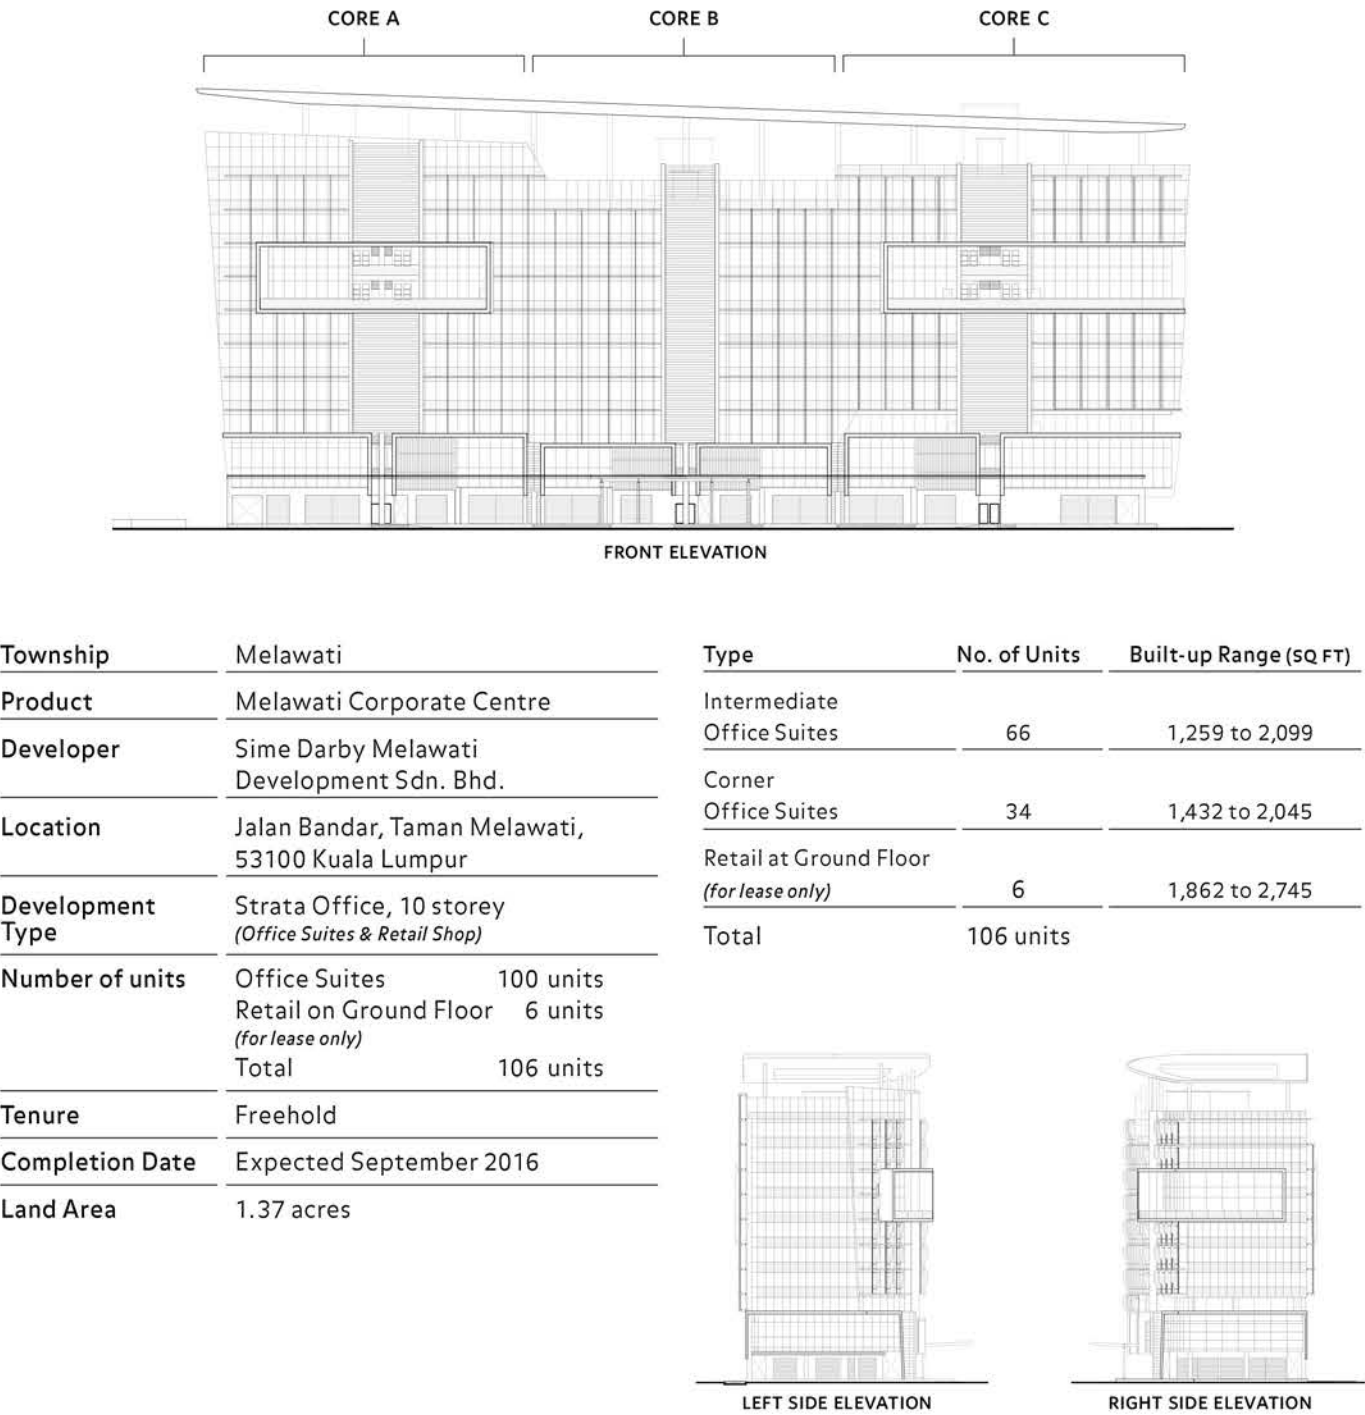 CORE A CORE B CORE C
FRONT ELEVATION
Township Melawati
Product Melawati Corporate Centre
Developer Sime Darby Melawati
Development Sdn. Bhd.
Location Jalan Bandar, Taman Melawati,
53100 Kuala Lumpur
Development Type Strata Office, 10 storey
(Office Suites & Retail Shop)
Number of units Office Suites 100 units
Retail on Ground Floor 6 units
(for lease only)
Total 106 units
Tenure Freehold
Completion Date Expected September 2016
Land Area 1.37 acres
Type No. of Units Built-up Range (SQ FT)
Intermediate
Office Suites 66 1,259 to 2,099
Corner
Office Suites 34 1,432 to 2,045
Retail at Ground Floor
(for lease only) 6 1,862 to 2,745
Total 106 units
LEFT SIDE ELEVATION RIGHT SIDE ELEVATION